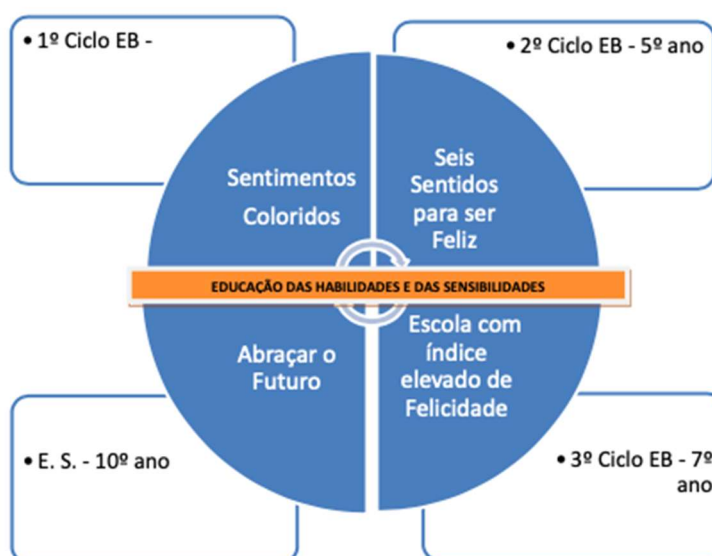 • 1º Ciclo EB -
• 2º Ciclo EB - 5º ano
Sentimentos
Coloridos
Seis
Sentidos
para ser
Feliz
EDUCAÇÃO DAS HABILIDADES E DAS SENSIBILIDADES
Abraçar o
Futuro
Escola com
índice
elevado de
Felicidade
• E. S. - 10º ano
• 3º Ciclo EB - 7º
ano